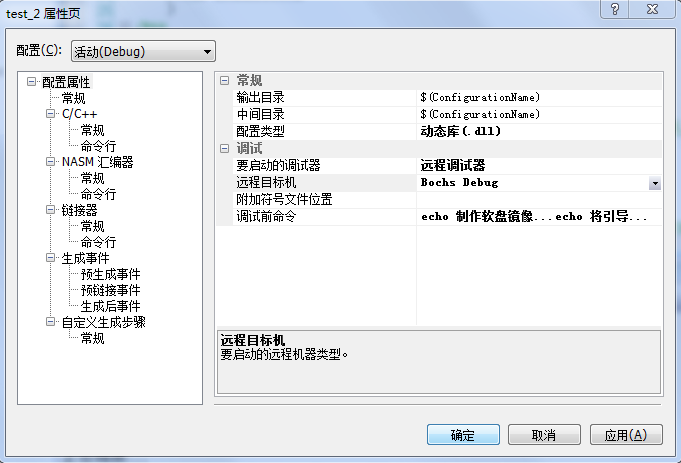 test_2 属性页
配置(C): 活动(Debug)
配置属性
常规
C/C++
常规
命令行
NASM 汇编器
常规
命令行
链接器
常规
命令行
生成事件
预生成事件
预链接事件
生成后事件
自定义生成步骤
常规
常规
输出目录 $(ConfigurationName)
中间目录 $(ConfigurationName)
配置类型 动态库(.dll)
调试
要启动的调试器 远程调试器
远程目标机 Bochs Debug
附加符号文件位置
调试前命令 echo 制作软盘镜像...echo 将引导...
远程目标机
要启动的远程机器类型。
确定 取消 应用(A)